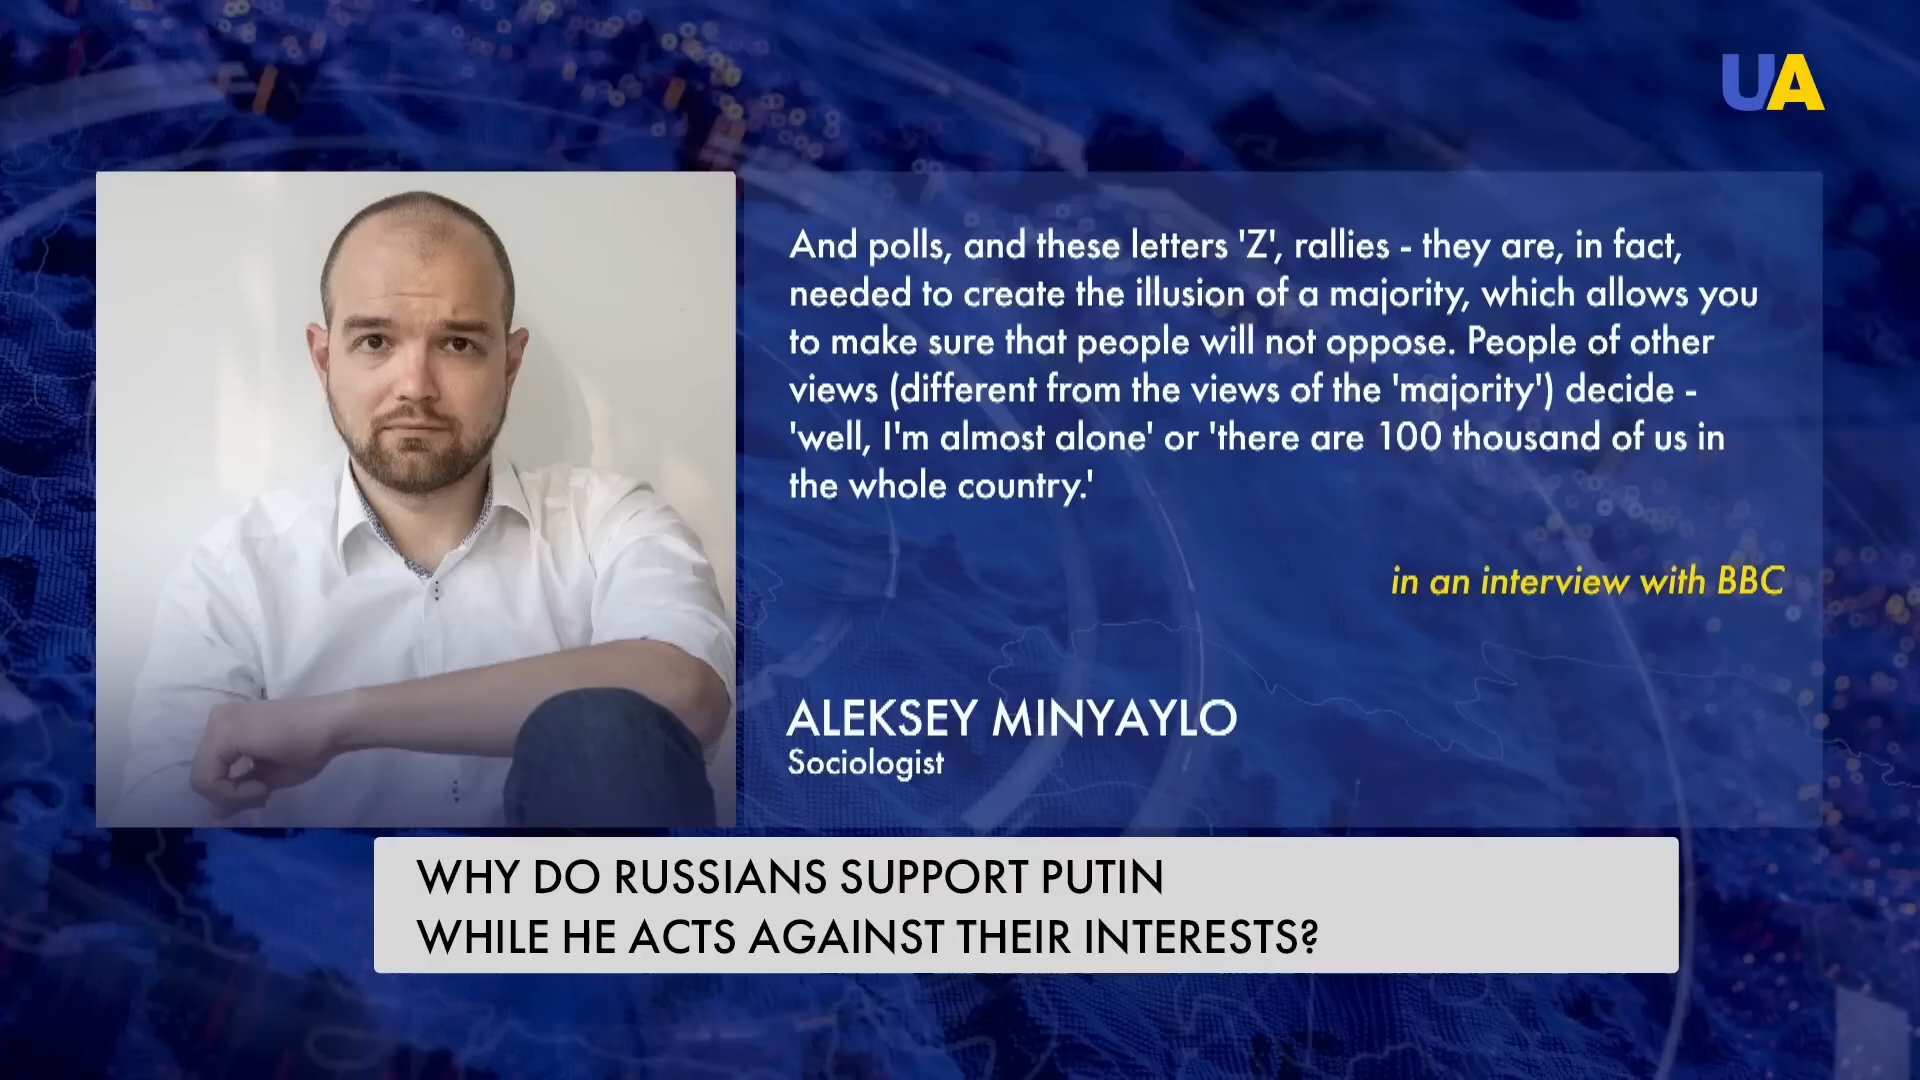 UA
And polls, and these letters 'Z', rallies - they are, in fact,
needed to create the illusion of a majority, which allows you
to make sure that people will not oppose. People of other
views (different from the views of the 'majority') decide -
'well, I'm almost alone' or 'there are 100 thousand of us in
the whole country.'
in an interview with BBC
ALEKSEY MINYAYLO
Sociologist
WHY DO RUSSIANS SUPPORT PUTIN
WHILE HE ACTS AGAINST THEIR INTERESTS?